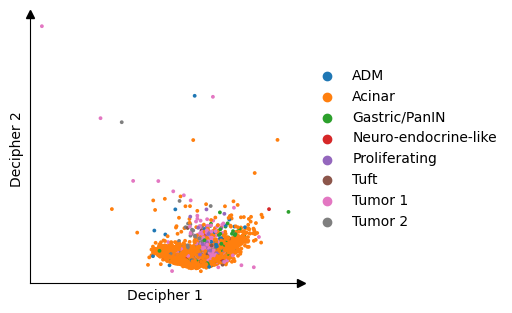 ADM
Acinar
Gastric/PanIN
Neuro-endocrine-like
Proliferating
Tuft
Tumor 1
Tumor 2
Decipher 2
Decipher 1